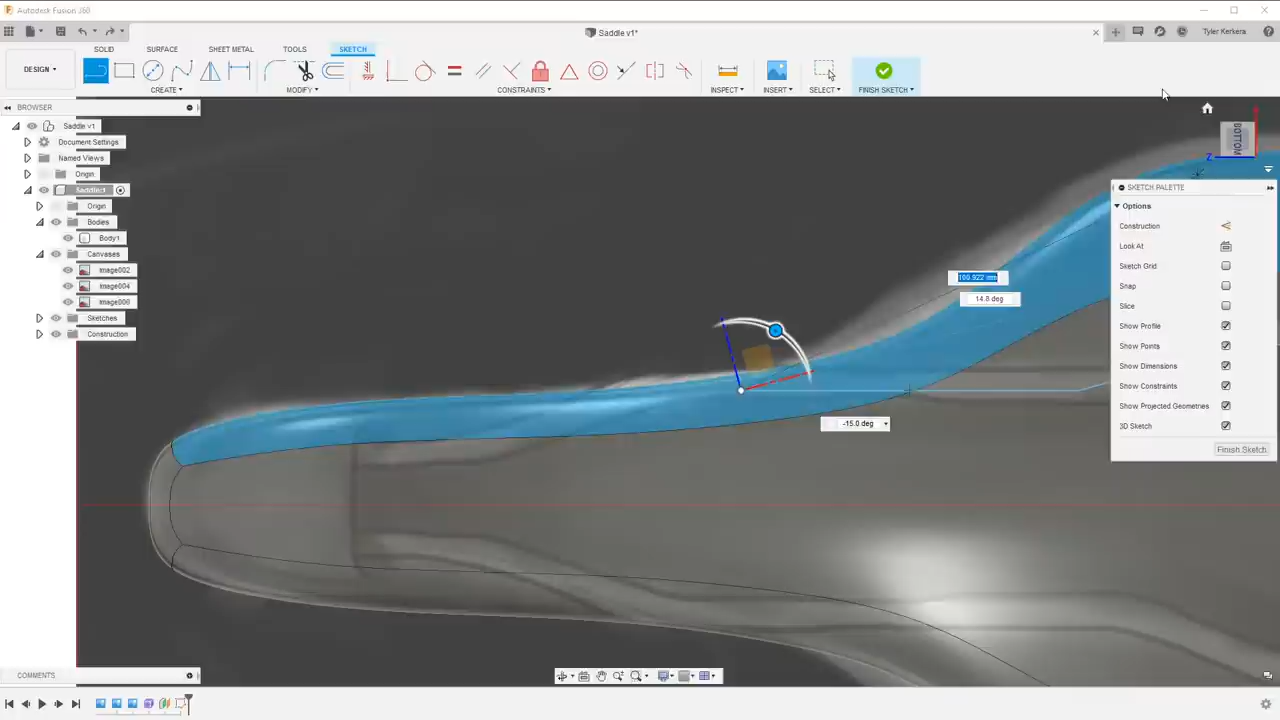 Autodesk Fusion 360
Saddle v1*
Tyler Kerkera
DESIGN
SOLID
SURFACE
SHEET METAL
TOOLS
SKETCH
CREATE
MODIFY
CONSTRAINTS
INSPECT
INSERT
SELECT
FINISH SKETCH
BROWSER
Saddle v1
Document Settings
Named Views
Origin
Saddle:1
Origin
Bodies
Body1
Canvases
Image002
Image004
Sketches
Construction
BOTTOM
Z
14.8 deg
-15.0 deg
SKETCH PALETTE
Options
Construction
Look At
Sketch Grid
Snap
Slice
Show Profile
Show Points
Show Dimensions
Show Constraints
Show Projected Geometries
3D Sketch
Finish Sketch
COMMENTS